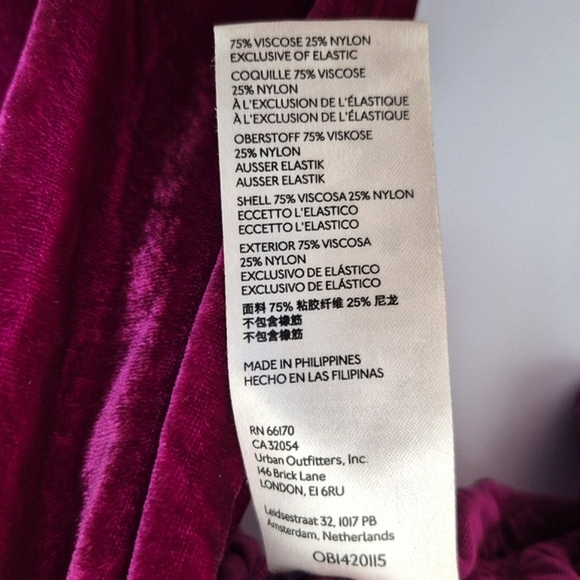 75% VISCOSE 25% NYLON
EXCLUSIVE OF ELASTIC
COQUILLE 75% VISCOSE
25% NYLON
À L'EXCLUSION DE L'ÉLASTIQUE
À L'EXCLUSION DE L'ÉLASTIQUE
OBERSTOFF 75% VISKOSE
25% NYLON
AUSSER ELASTIK
AUSSER ELASTIK
SHELL 75% VISCOSA 25% NYLON
ECCETTO L'ELASTICO
ECCETTO L'ELASTICO
EXTERIOR 75% VISCOSA
25% NYLON
EXCLUSIVO DE ELÁSTICO
EXCLUSIVO DE ELÁSTICO
面料 75% 粘胶纤维 25% 尼龙
不包含橡筋
不包含橡筋
MADE IN PHILIPPINES
HECHO EN LAS FILIPINAS
RN 66170
CA 32054
Urban Outfitters, Inc.
146 Brick Lane
LONDON, E1 6RU
Leidsestraat 32, 1017 PB
Amsterdam, Netherlands
OB1420115